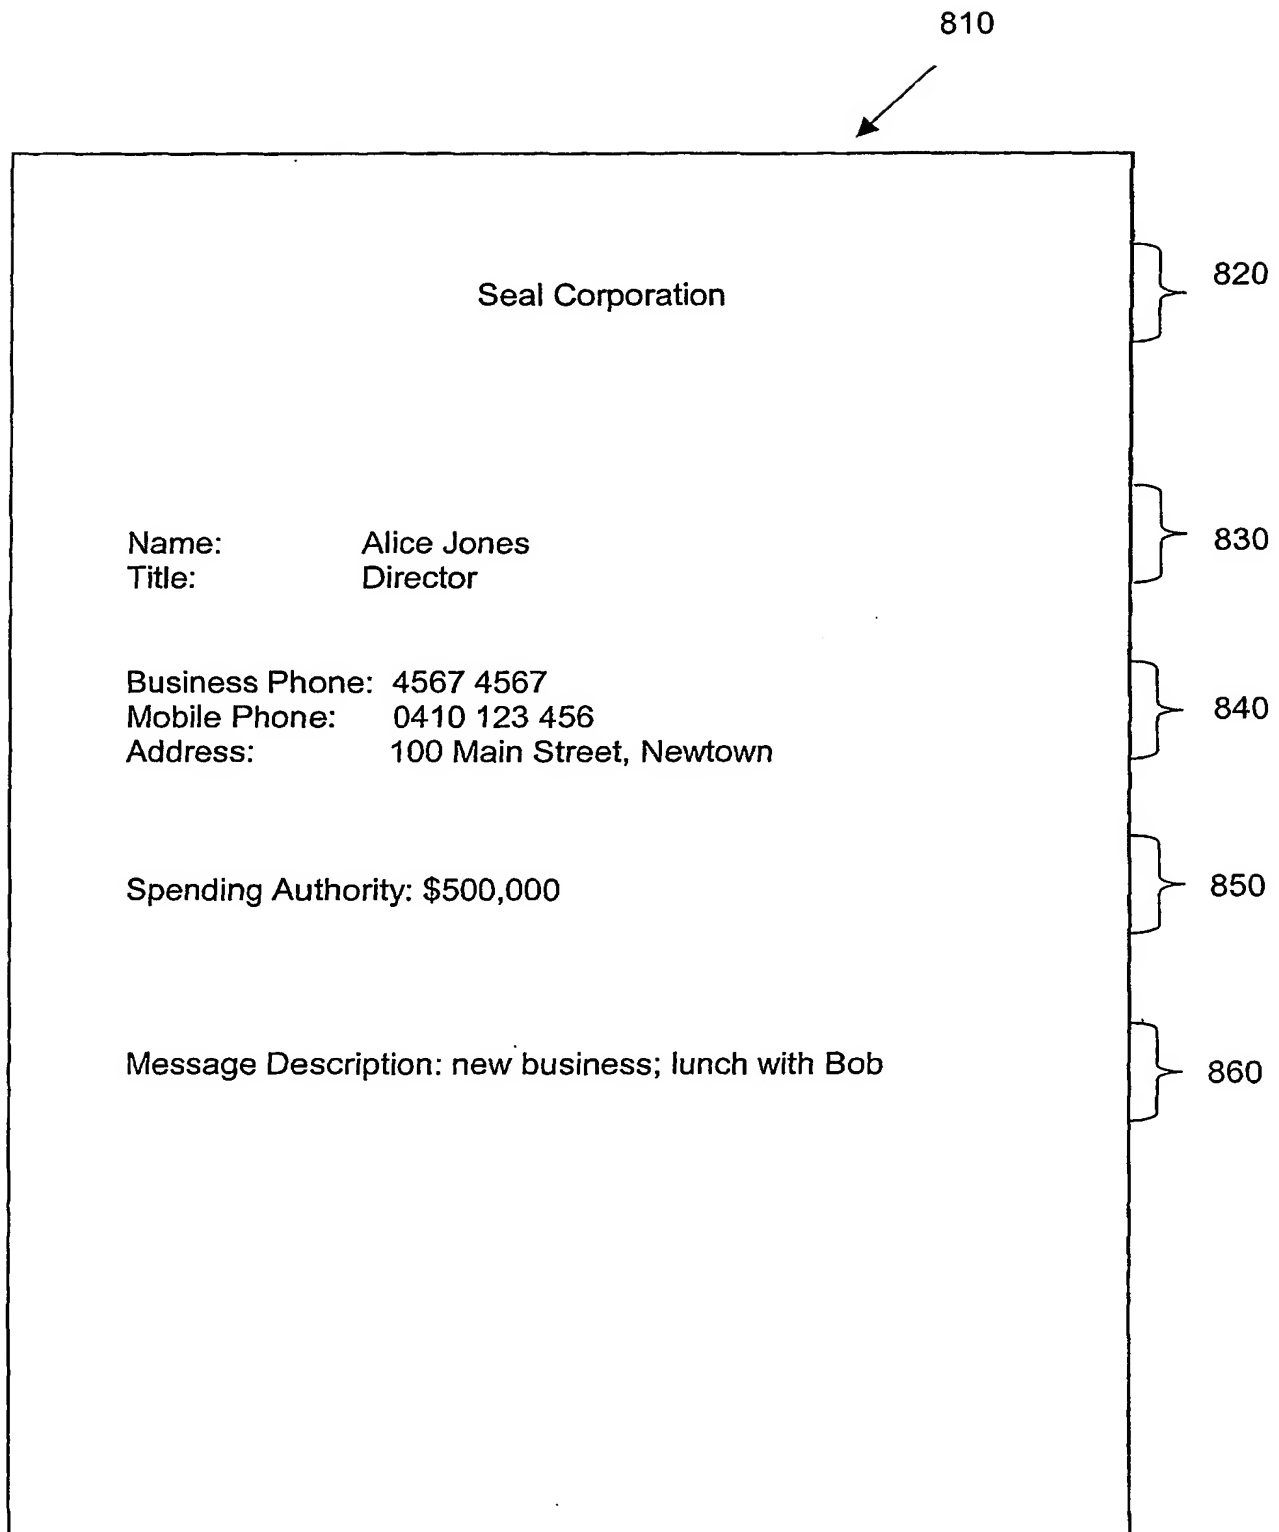 810
Seal Corporation 820
Name: Alice Jones 830
Title: Director
Business Phone: 4567 4567
Mobile Phone: 0410 123 456 840
Address: 100 Main Street, Newtown
Spending Authority: $500,000 850
Message Description: new business; lunch with Bob 860